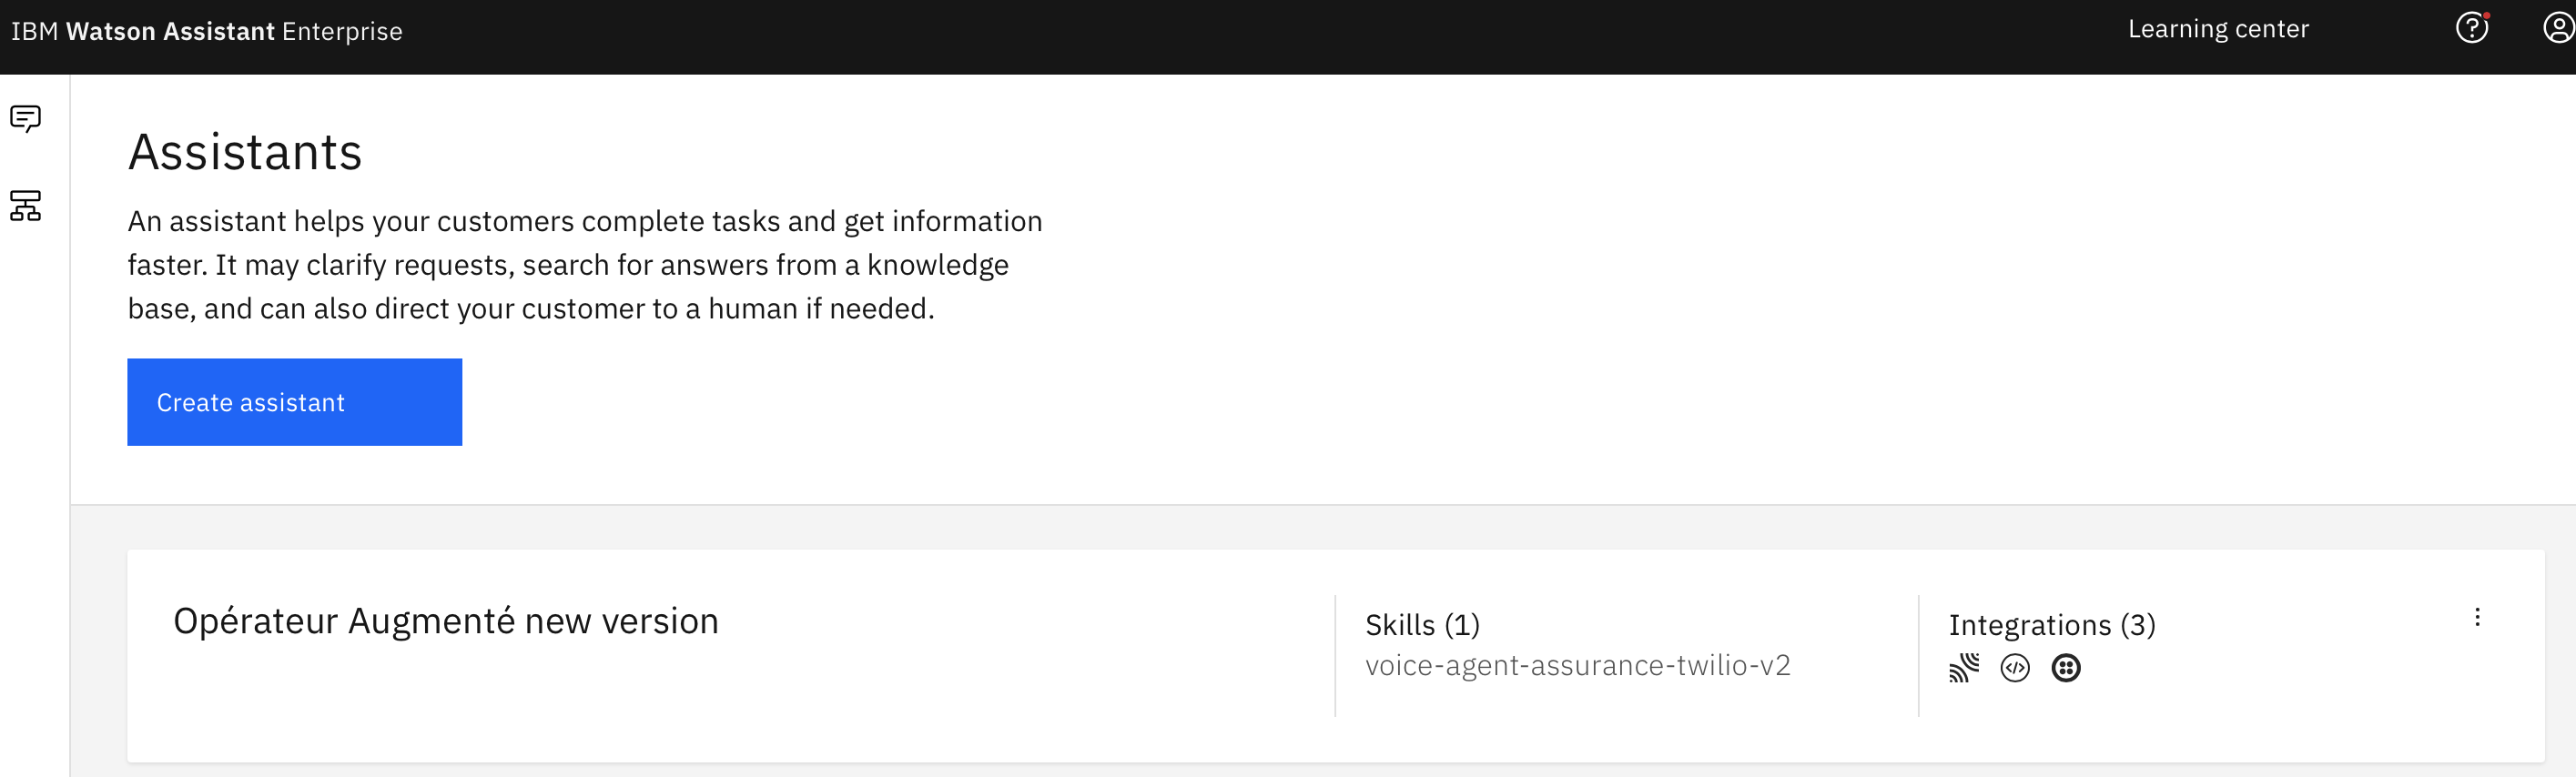 IBM Watson Assistant Enterprise
Learning center
Assistants
An assistant helps your customers complete tasks and get information
faster. It may clarify requests, search for answers from a knowledge
base, and can also direct your customer to a human if needed.
Create assistant
Opérateur Augmenté new version
Skills (1)
voice-agent-assurance-twilio-v2
Integrations (3)